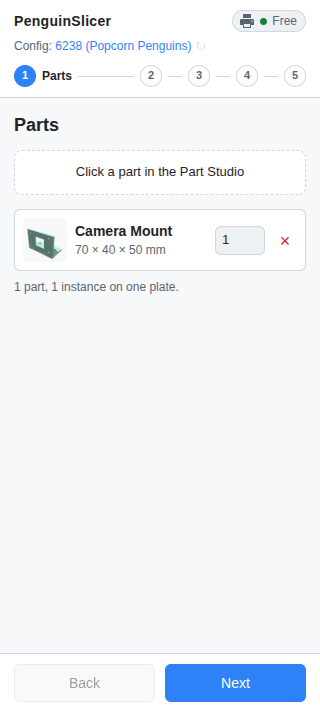 PenguinSlicer
Free
Config: 6238 (Popcorn Penguins)
1 Parts 2 3 4 5
Parts
Click a part in the Part Studio
Camera Mount
70 × 40 × 50 mm
1
×
1 part, 1 instance on one plate.
Back
Next